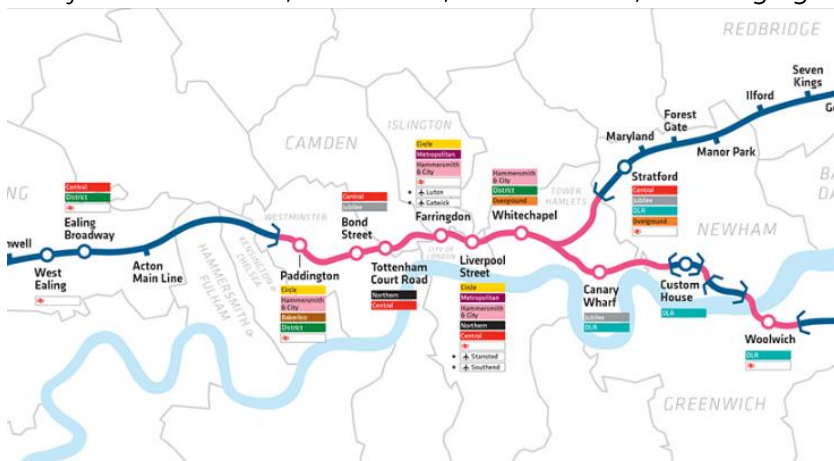 REDBRIDGE
Seven
Kings
Ilford
Forest
Gate
Manor Park
Maryland
ISLINGTON
CAMDEN
Circle
Metropolitan
Hammersmith
& City
Luton
Gatwick
Farringdon
Hammersmith
& City
District
Overground
Whitechapel
TOWER
HAMLETS
Stratford
Central
Jubilee
DLR
Overground
NEWHAM
Central
District
Ealing
Broadway
nwell
West
Ealing
Acton
Main Line
WESTMINSTER
Central
Jubilee
Bond
Street
CITY OF
LONDON
HAMMERSMITH &
FULHAM
KENSINGTON &
CHELSEA
Paddington
Circle
Hammersmith
& City
Bakerloo
District
Tottenham
Court Road
Northern
Central
Liverpool
Street
Circle
Metropolitan
Hammersmith
& City
Northern
Central
Stansted
Southend
Canary
Wharf
Jubilee
DLR
Custom
House
DLR
Woolwich
DLR
GREENWICH